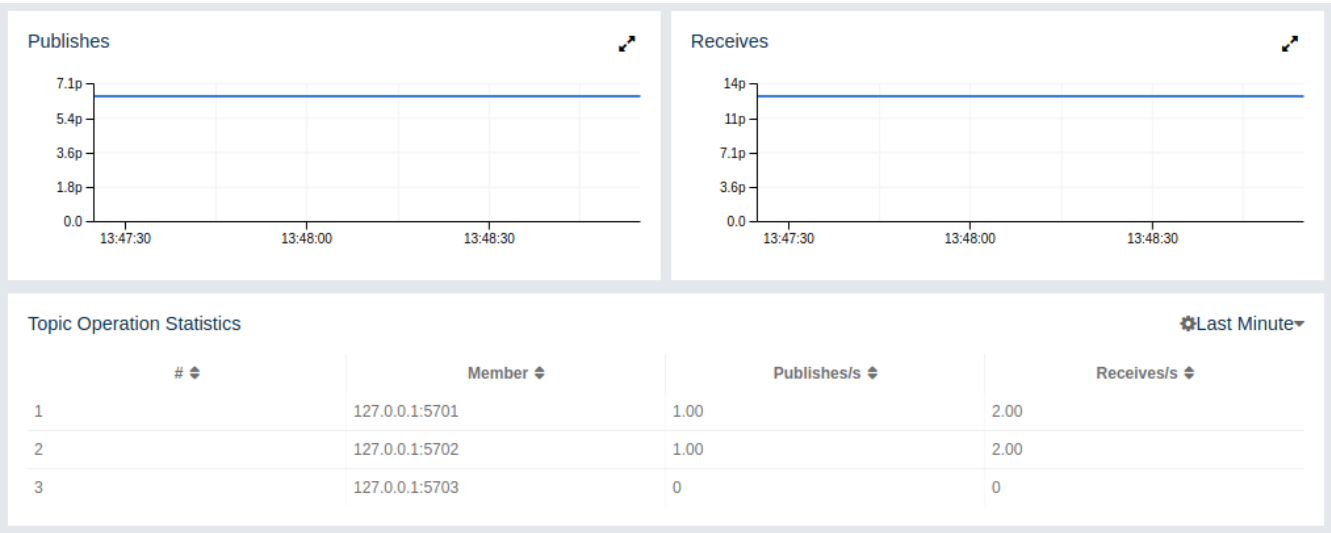 Publishes
7.1p
5.4p
3.6p
1.8p
0.0
13:47:30 13:48:00 13:48:30
Receives
14p
11p
7.1p
3.6p
0.0
13:47:30 13:48:00 13:48:30
Topic Operation Statistics Last Minute
# Member Publishes/s Receives/s
1 127.0.0.1:5701 1.00 2.00
2 127.0.0.1:5702 1.00 2.00
3 127.0.0.1:5703 0 0